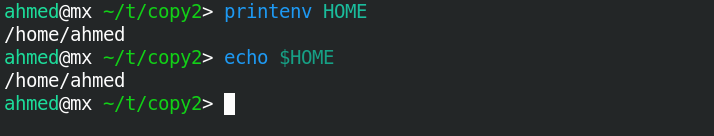 ahmed@mx ~/t/copy2> printenv HOME
/home/ahmed
ahmed@mx ~/t/copy2> echo $HOME
/home/ahmed
ahmed@mx ~/t/copy2>